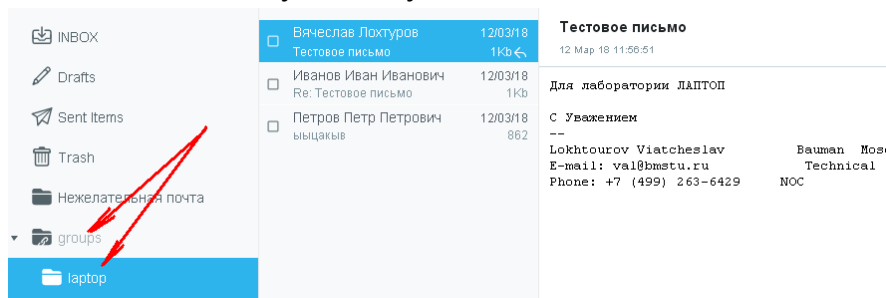 INBOX
Drafts
Sent Items
Trash
Нежелательная почта
groups
laptop
Вячеслав Лохтуров 12/03/18
Тестовое письмо 1Kb
Иванов Иван Иванович 12/03/18
Re: Тестовое письмо 1Kb
Петров Петр Петрович 12/03/18
ыыцакыв 862
Тестовое письмо
12 Мар 18 11:56:51
Для лаборатории ЛАПТОП
С Уважением
--
Lokhtourov Viatcheslav Bauman Mosc
E-mail: val@bmstu.ru Technical
Phone: +7 (499) 263-6429 NOC